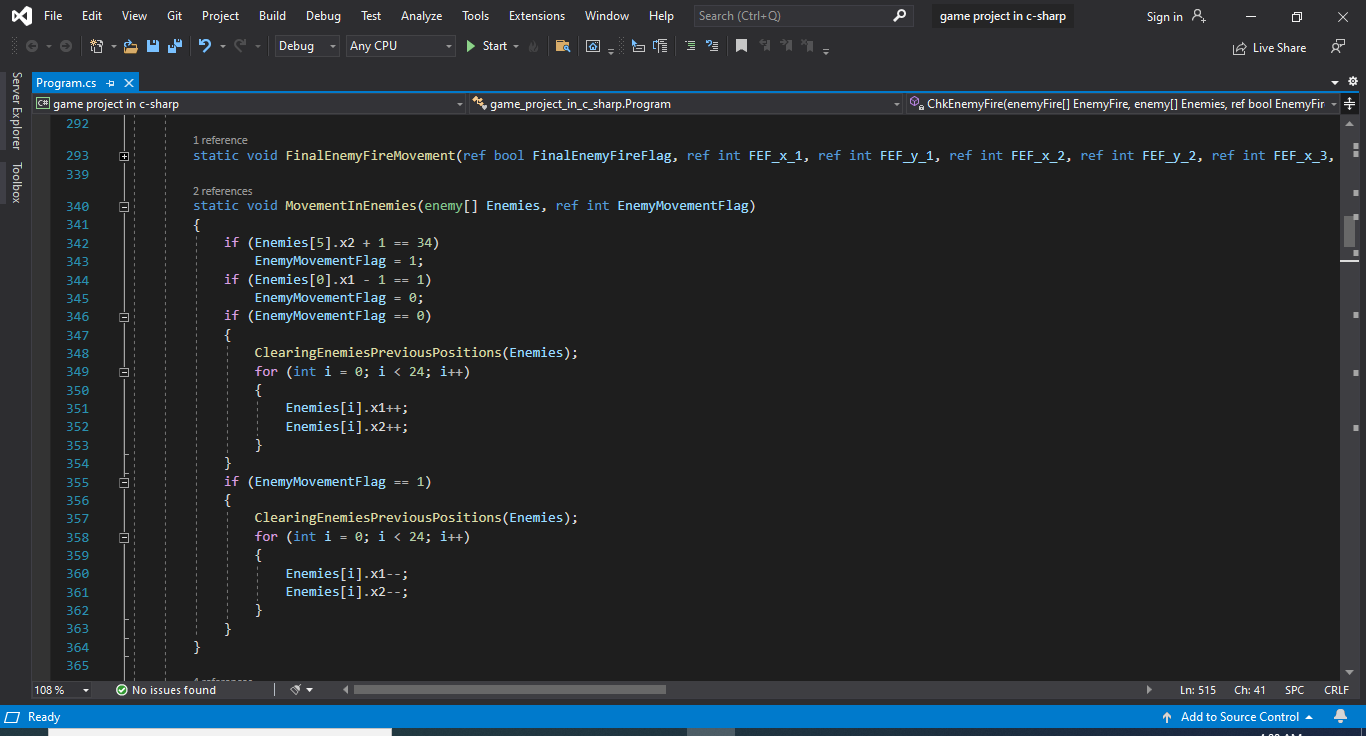 File Edit View Git Project Build Debug Test Analyze Tools Extensions Window Help Search (Ctrl+Q) game project in c-sharp Sign in
Debug Any CPU Start Live Share
Server Explorer
Toolbox
Program.cs
C# game project in c-sharp game_project_in_c_sharp.Program ChkEnemyFire(enemyFire[] EnemyFire, enemy[] Enemies, ref bool EnemyFir
292
1 reference
293 static void FinalEnemyFireMovement(ref bool FinalEnemyFireFlag, ref int FEF_x_1, ref int FEF_y_1, ref int FEF_x_2, ref int FEF_y_2, ref int FEF_x_3,
339
2 references
340 static void MovementInEnemies(enemy[] Enemies, ref int EnemyMovementFlag)
341 {
342 if (Enemies[5].x2 + 1 == 34)
343 EnemyMovementFlag = 1;
344 if (Enemies[0].x1 - 1 == 1)
345 EnemyMovementFlag = 0;
346 if (EnemyMovementFlag == 0)
347 {
348 ClearingEnemiesPreviousPositions(Enemies);
349 for (int i = 0; i < 24; i++)
350 {
351 Enemies[i].x1++;
352 Enemies[i].x2++;
353 }
354 }
355 if (EnemyMovementFlag == 1)
356 {
357 ClearingEnemiesPreviousPositions(Enemies);
358 for (int i = 0; i < 24; i++)
359 {
360 Enemies[i].x1--;
361 Enemies[i].x2--;
362 }
363 }
364 }
365
108 % No issues found Ln: 515 Ch: 41 SPC CRLF
Ready Add to Source Control